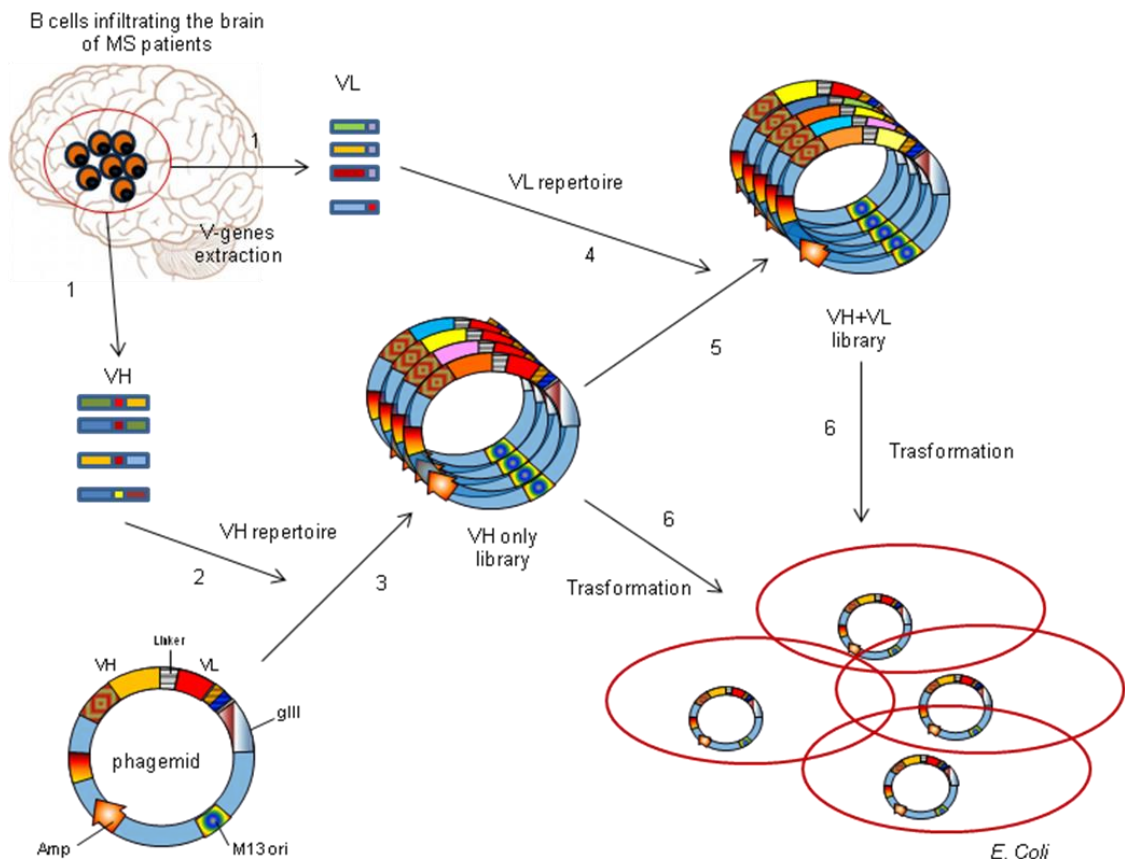 B cells infiltrating the brain
of MS patients
VL
1
V-genes
extraction
1
VL repertoire
4
VH
VH+VL
library
5
6
Trasformation
VH repertoire
2
3
VH only
library
6
Trasformation
Linker
VH
VL
gIII
phagemid
Amp
M13 ori
E. Coli